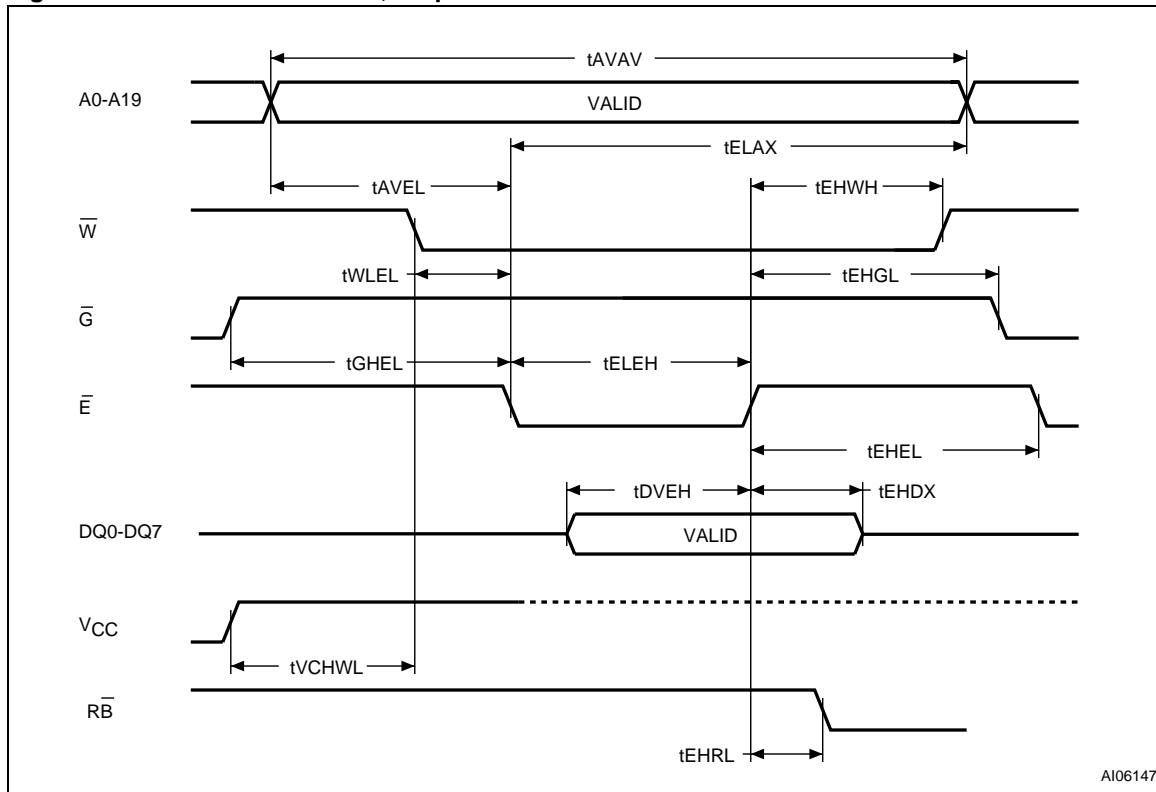 tAVAV
A0-A19
VALID
tELAX
tAVEL
tEHWH
W̅
tWLEL
tEHGL
G̅
tGHEL
tELEH
E̅
tEHEL
tDVEH
tEHDX
DQ0-DQ7
VALID
VCC
tVCHWL
RB̅
tEHRL
AI06147